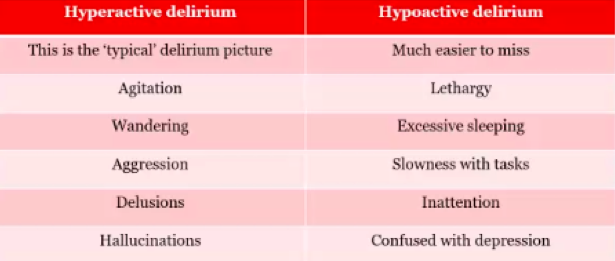 Hyperactive delirium Hypoactive delirium
This is the ‘typical’ delirium picture Much easier to miss
Agitation Lethargy
Wandering Excessive sleeping
Aggression Slowness with tasks
Delusions Inattention
Hallucinations Confused with depression